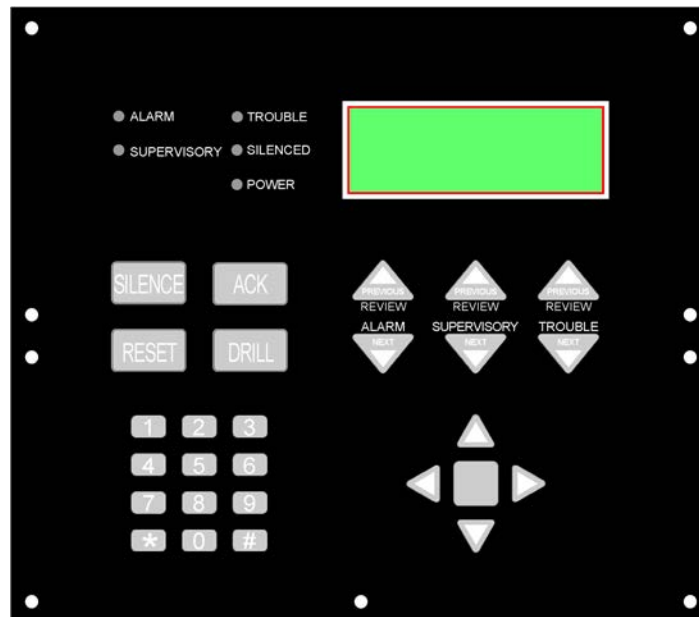 ALARM
TROUBLE
SUPERVISORY
SILENCED
POWER
SILENCE
ACK
PREVIOUS
PREVIOUS
PREVIOUS
REVIEW
REVIEW
REVIEW
RESET
DRILL
ALARM
SUPERVISORY
TROUBLE
NEXT
NEXT
NEXT
1 2 3
4 5 6
7 8 9
* 0 #